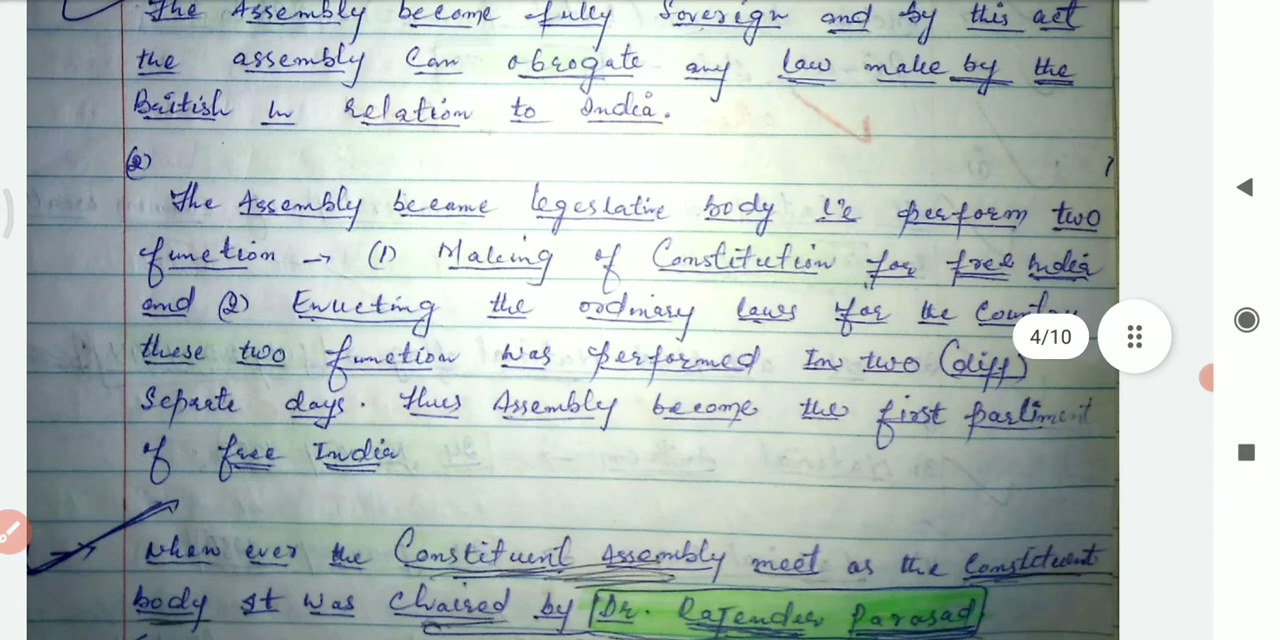 The Assembly become fully Soverign and by this act
the assembly Can abrogate any law make by the
British In relation to India.
(2)
The Assembly became legeslative body i.e perform two
function → (1) Making of Constitution for free India
and (2) Enucting the ordinary laws for the
4/10
these two function was performed In two (diff)
Seprate days. thus Assembly become the first parliment
of free India
when ever the Constituent Assembly meet as the Constituent
body It was Chaired by Dr. Rajender Parasad